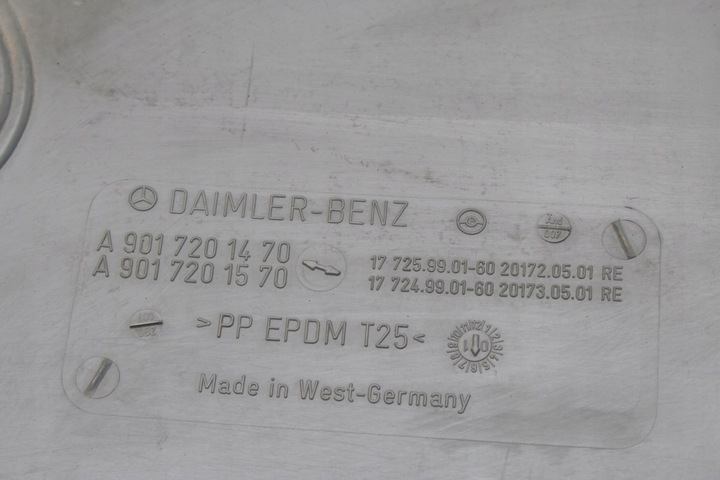 DAIMLER-BENZ
A 901 720 14 70
A 901 720 15 70
17 725.99.01-60 20172.05.01 RE
17 724.99.01-60 20173.05.01 RE
>PP EPDM T25<
01
Made in West-Germany